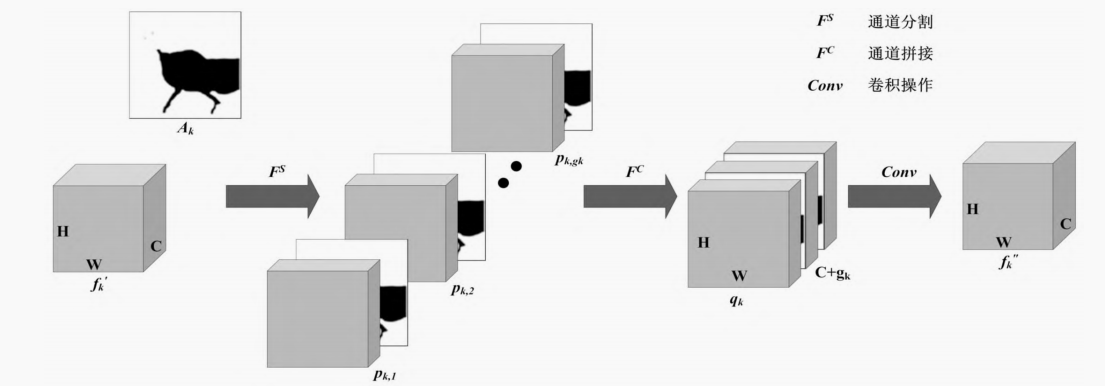 F^S 通道分割
F^C 通道拼接
Conv 卷积操作
A_k
p_{k,gk}
F^S
F^C
Conv
H
C
W
f_k'
p_{k,2}
p_{k,1}
H
W
C+g_k
q_k
H
C
W
f_k''